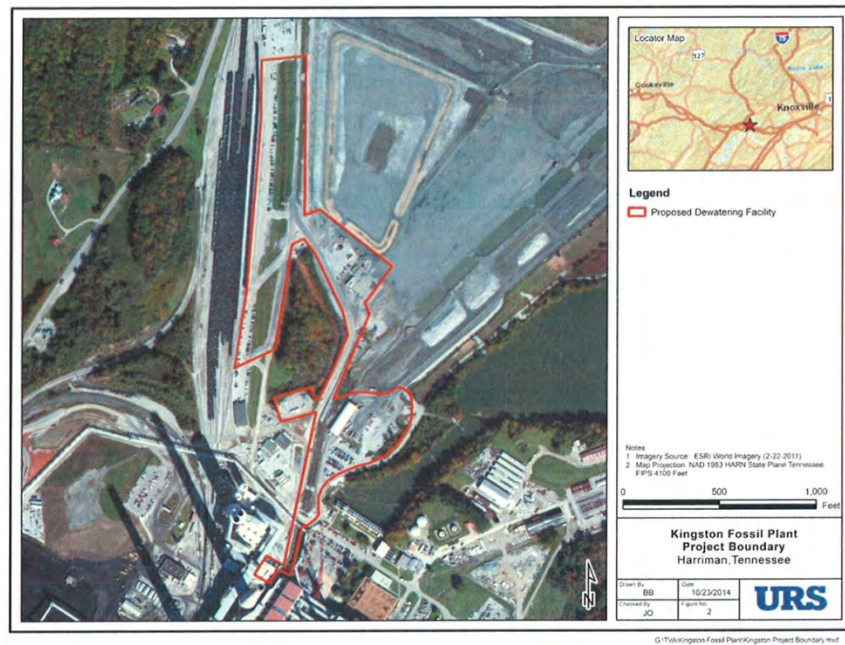 Locator Map
75
127
Cookeville
Knoxville
1
Legend
Proposed Dewatering Facility
Notes
1 Imagery Source ESRI World Imagery (2-22-2011)
2 Map Projection NAD 1983 HARN State Plane Tennessee
FIPS 4100 Feet
0 500 1,000
Feet
Kingston Fossil Plant
Project Boundary
Harriman, Tennessee
Drawn By
BB
Date
10/23/2014
Checked By
JO
Figure No.
2
URS
G:\TVA\Kingston Fossil Plant\Kingston Project Boundary.mxd